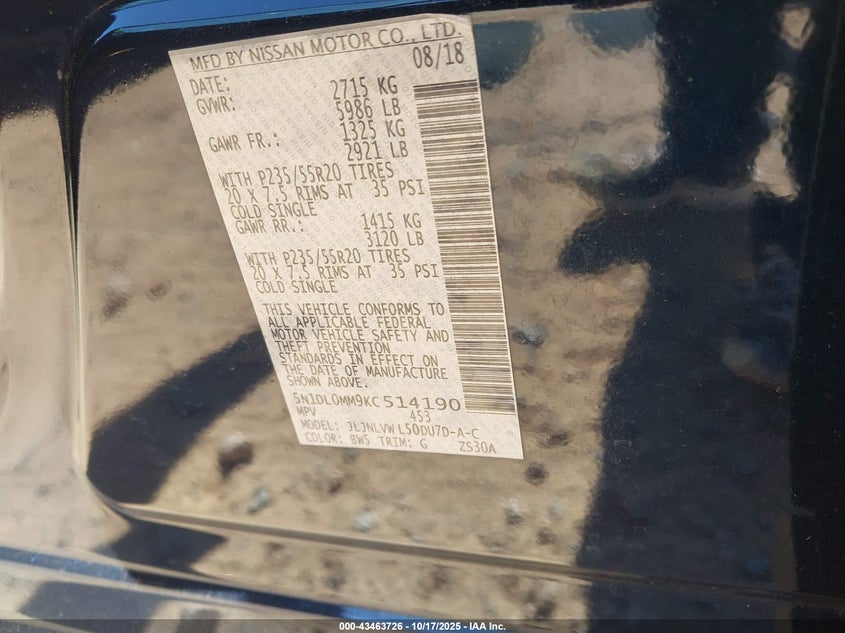 MFD BY NISSAN MOTOR CO., LTD.
DATE: 08/18
GVWR: 2715 KG
5986 LB
GAWR FR.: 1325 KG
2921 LB
WITH P235/55R20 TIRES
20 X 7.5 RIMS AT 35 PSI
COLD SINGLE
GAWR RR.: 1415 KG
3120 LB
WITH P235/55R20 TIRES
20 X 7.5 RIMS AT 35 PSI
COLD SINGLE
THIS VEHICLE CONFORMS TO
ALL APPLICABLE FEDERAL
MOTOR VEHICLE SAFETY AND
THEFT PREVENTION
STANDARDS IN EFFECT ON
THE DATE OF MANUFACTURE
SHOWN ABOVE.
5N1DL0MM9KC514190
MPV 453
MODEL: JLJNLVWL50DU7D-A-C
COLOR: BW5 TRIM: G ZS30A
000-43463726 | 10/17/2025 - IAA Inc.